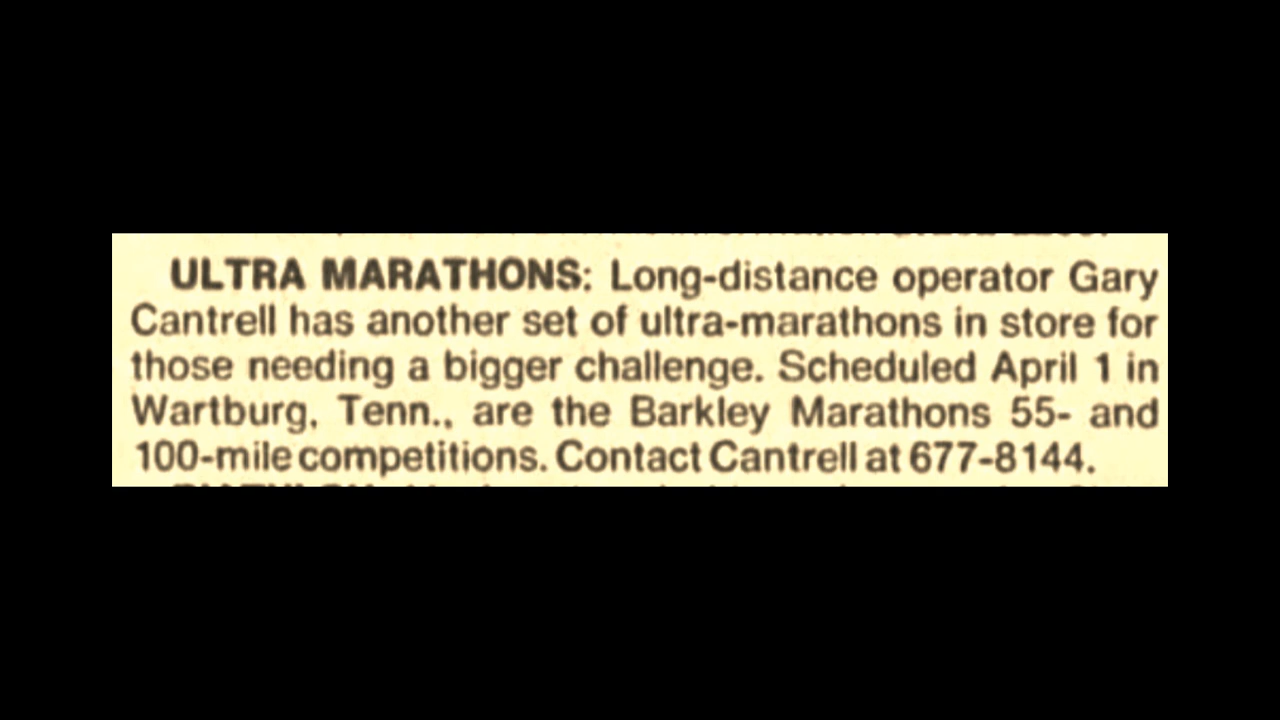 ULTRA MARATHONS: Long-distance operator Gary
Cantrell has another set of ultra-marathons in store for
those needing a bigger challenge. Scheduled April 1 in
Wartburg, Tenn., are the Barkley Marathons 55- and
100-mile competitions. Contact Cantrell at 677-8144.